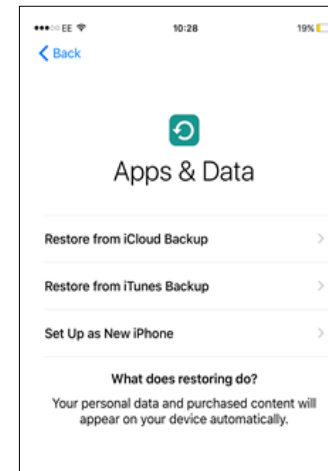 EE 10:28 19%
Back
Apps & Data
Restore from iCloud Backup
Restore from iTunes Backup
Set Up as New iPhone
What does restoring do?
Your personal data and purchased content will
appear on your device automatically.